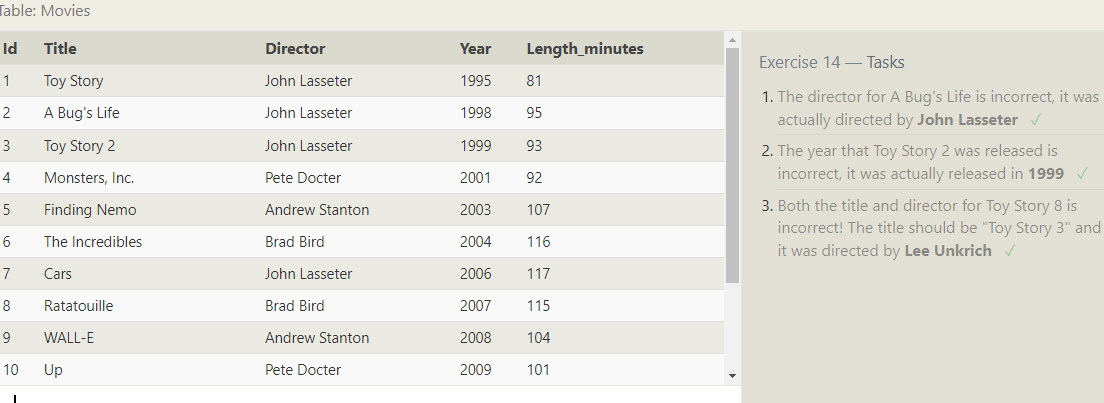 Table: Movies
Id Title Director Year Length_minutes
1 Toy Story John Lasseter 1995 81
2 A Bug's Life John Lasseter 1998 95
3 Toy Story 2 John Lasseter 1999 93
4 Monsters, Inc. Pete Docter 2001 92
5 Finding Nemo Andrew Stanton 2003 107
6 The Incredibles Brad Bird 2004 116
7 Cars John Lasseter 2006 117
8 Ratatouille Brad Bird 2007 115
9 WALL-E Andrew Stanton 2008 104
10 Up Pete Docter 2009 101
Exercise 14 — Tasks
1. The director for A Bug's Life is incorrect, it was
actually directed by John Lasseter ✓
2. The year that Toy Story 2 was released is
incorrect, it was actually released in 1999 ✓
3. Both the title and director for Toy Story 8 is
incorrect! The title should be "Toy Story 3" and
it was directed by Lee Unkrich ✓